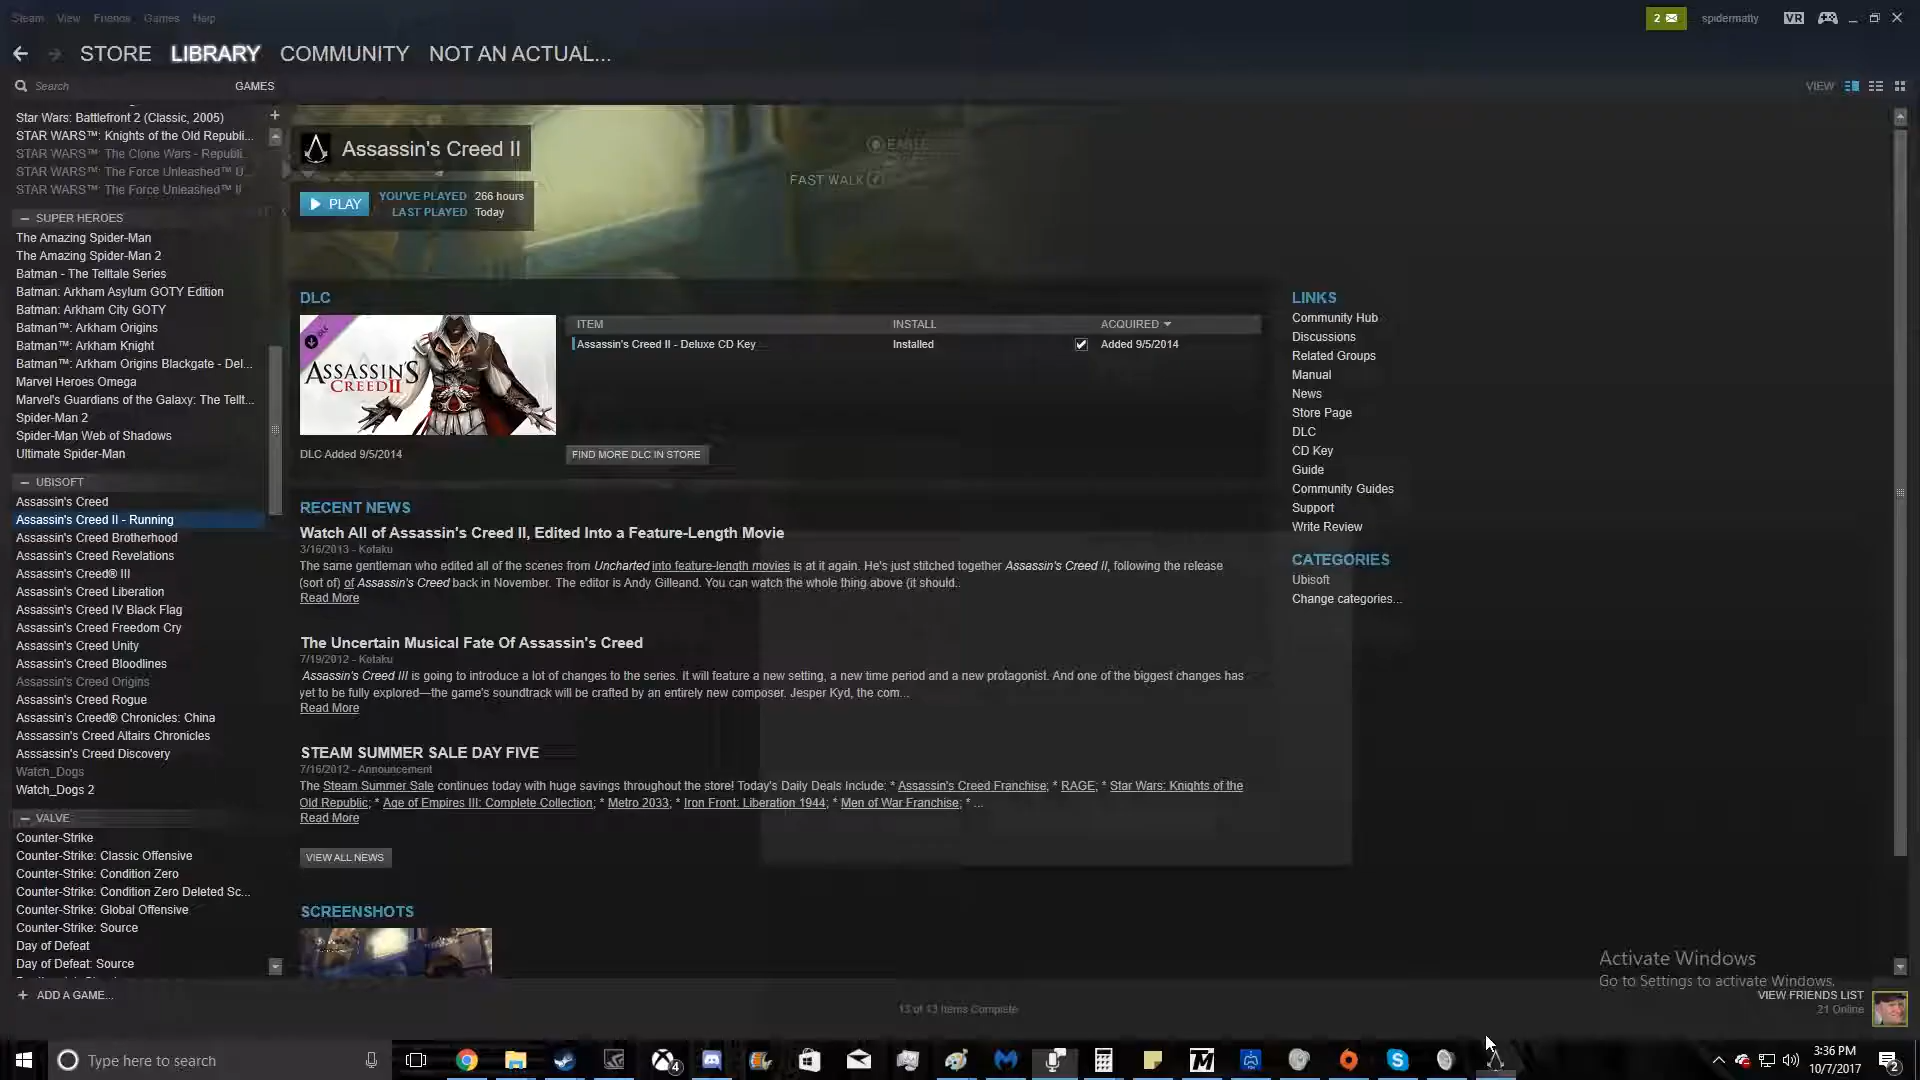 Steam View Friends Games Help
2
spidermatty
VR
STORE LIBRARY COMMUNITY NOT AN ACTUAL...
Search
GAMES
VIEW
Star Wars: Battlefront 2 (Classic, 2005)
STAR WARS™: Knights of the Old Republi...
STAR WARS™: The Clone Wars - Republi...
STAR WARS™: The Force Unleashed™ U...
STAR WARS™: The Force Unleashed™ II
SUPER HEROES
The Amazing Spider-Man
The Amazing Spider-Man 2
Batman - The Telltale Series
Batman: Arkham Asylum GOTY Edition
Batman: Arkham City GOTY
Batman™: Arkham Origins
Batman™: Arkham Knight
Batman™: Arkham Origins Blackgate - Del...
Marvel Heroes Omega
Marvel's Guardians of the Galaxy: The Tellt...
Spider-Man 2
Spider-Man Web of Shadows
Ultimate Spider-Man
UBISOFT
Assassin's Creed
Assassin's Creed II - Running
Assassin's Creed Brotherhood
Assassin's Creed Revelations
Assassin's Creed® III
Assassin's Creed Liberation
Assassin's Creed IV Black Flag
Assassin's Creed Freedom Cry
Assassin's Creed Unity
Assassin's Creed Bloodlines
Assassin's Creed Origins
Assassin's Creed Rogue
Assassin's Creed® Chronicles: China
Asssassin's Creed Altairs Chronicles
Asssassin's Creed Discovery
Watch_Dogs
Watch_Dogs 2
VALVE
Counter-Strike
Counter-Strike: Classic Offensive
Counter-Strike: Condition Zero
Counter-Strike: Condition Zero Deleted Sc...
Counter-Strike: Global Offensive
Counter-Strike: Source
Day of Defeat
Day of Defeat: Source
+ ADD A GAME...
Assassin's Creed II
EAGLE
FAST WALK
PLAY
YOU'VE PLAYED 266 hours
LAST PLAYED Today
DLC
DLC
ASSASSIN'S
CREED II
DLC Added 9/5/2014
ITEM INSTALL ACQUIRED
Assassin's Creed II - Deluxe CD Key Installed Added 9/5/2014
FIND MORE DLC IN STORE
RECENT NEWS
Watch All of Assassin's Creed II, Edited Into a Feature-Length Movie
3/16/2013 - Kotaku
The same gentleman who edited all of the scenes from Uncharted into feature-length movies is at it again. He's just stitched together Assassin's Creed II, following the release
(sort of) of Assassin's Creed back in November. The editor is Andy Gilleand. You can watch the whole thing above (it should..
Read More
The Uncertain Musical Fate Of Assassin's Creed
7/19/2012 - Kotaku
Assassin's Creed III is going to introduce a lot of changes to the series. It will feature a new setting, a new time period and a new protagonist. And one of the biggest changes has
yet to be fully explored—the game's soundtrack will be crafted by an entirely new composer. Jesper Kyd, the com...
Read More
STEAM SUMMER SALE DAY FIVE
7/16/2012 - Announcement
The Steam Summer Sale continues today with huge savings throughout the store! Today's Daily Deals Include: * Assassin's Creed Franchise; * RAGE; * Star Wars: Knights of the
Old Republic; * Age of Empires III: Complete Collection; * Metro 2033; * Iron Front: Liberation 1944; * Men of War Franchise; * ...
Read More
VIEW ALL NEWS
SCREENSHOTS
LINKS
Community Hub
Discussions
Related Groups
Manual
News
Store Page
DLC
CD Key
Guide
Community Guides
Support
Write Review
CATEGORIES
Ubisoft
Change categories...
Activate Windows
Go to Settings to activate Windows.
VIEW FRIENDS LIST
21 Online
13 of 13 Items Complete
Type here to search
4
3:36 PM
10/7/2017
2